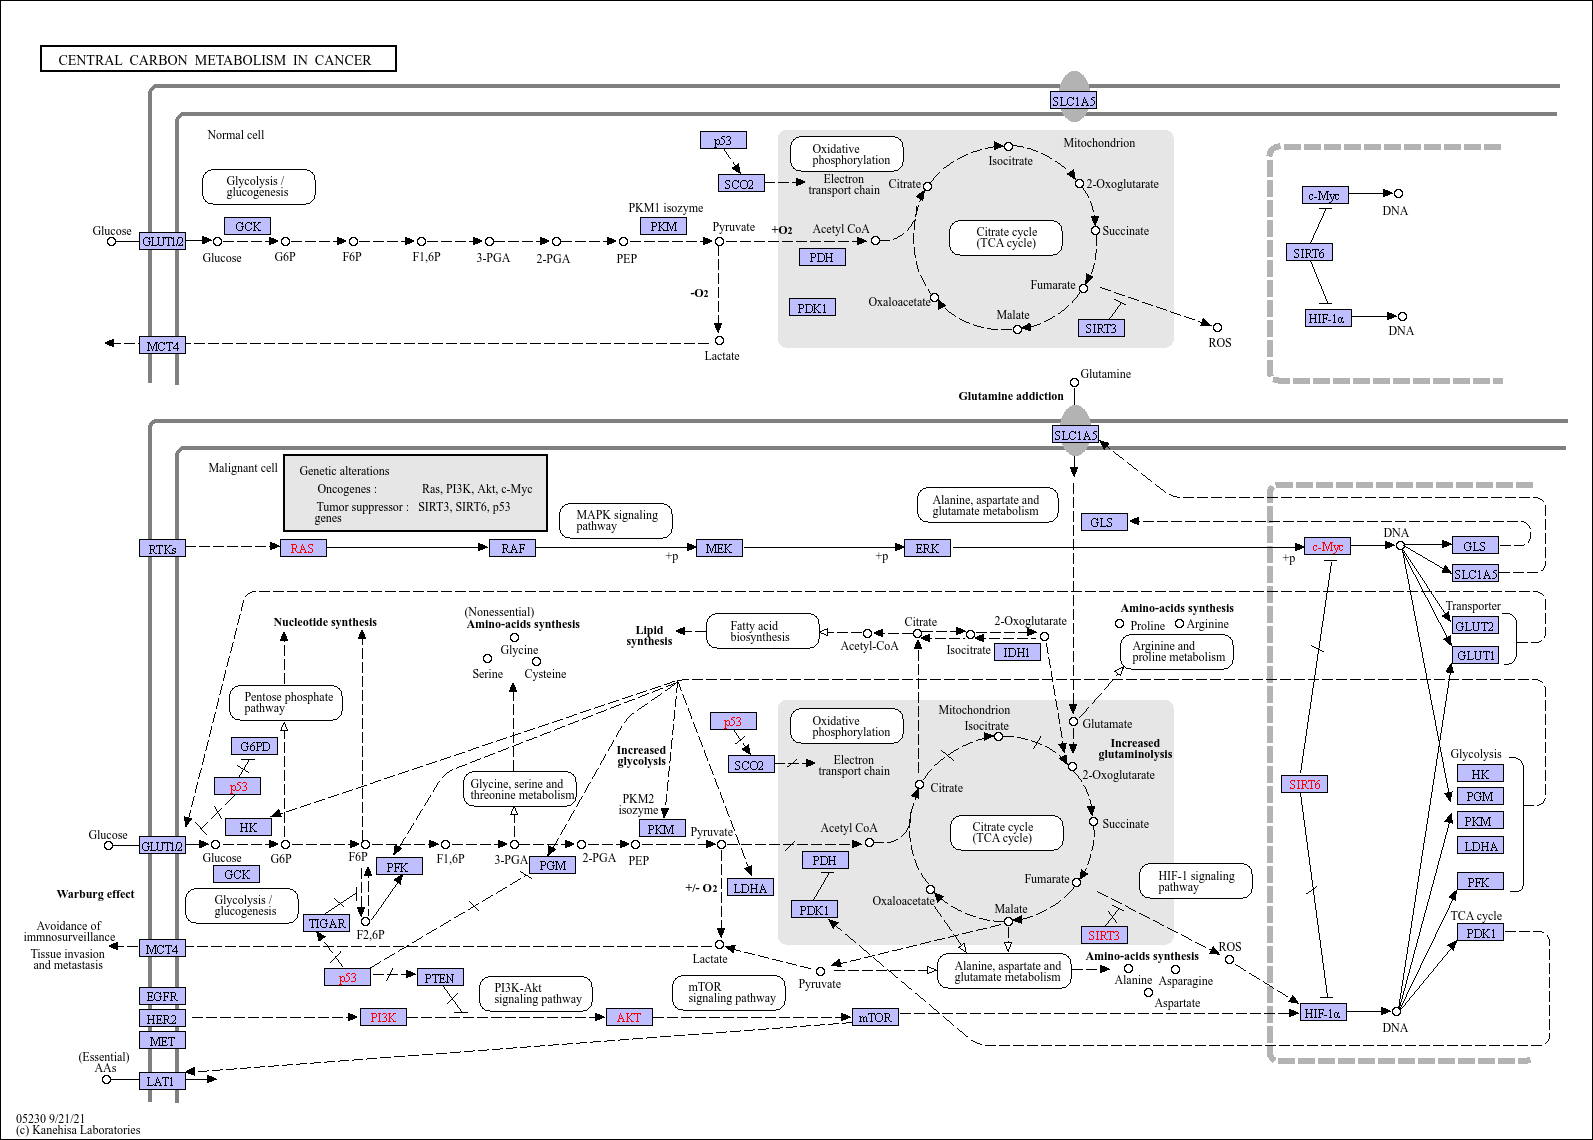 CENTRAL CARBON METABOLISM IN CANCER
SLC1A5
Normal cell
p53
Oxidative
phosphorylation
Mitochondrion
Isocitrate
Glycolysis /
glucogenesis
SCO2
Electron
transport chain
Citrate
2-Oxoglutarate
c-Myc
DNA
PKM1 isozyme
GCK
PKM
Pyruvate
+O2
Acetyl CoA
Citrate cycle
(TCA cycle)
Succinate
Glucose
GLUT1/2
Glucose
G6P
F6P
F1,6P
3-PGA
2-PGA
PEP
PDH
SIRT6
-O2
PDK1
Oxaloacetate
Fumarate
Malate
SIRT3
HIF-1α
DNA
MCT4
Lactate
ROS
Glutamine
Glutamine addiction
SLC1A5
Malignant cell
Genetic alterations
Oncogenes : Ras, PI3K, Akt, c-Myc
Tumor suppressor : SIRT3, SIRT6, p53
genes
MAPK signaling
pathway
Alanine, aspartate and
glutamate metabolism
GLS
RTKs
RAS
RAF
+p
MEK
+p
ERK
+p
c-Myc
DNA
GLS
SLC1A5
Transporter
GLUT2
GLUT1
Nucleotide synthesis
(Nonessential)
Amino-acids synthesis
Glycine
Serine
Cysteine
Lipid
synthesis
Fatty acid
biosynthesis
Acetyl-CoA
Citrate
Isocitrate
2-Oxoglutarate
IDH1
Amino-acids synthesis
Proline
Arginine
Arginine and
proline metabolism
Pentose phosphate
pathway
G6PD
p53
Increased
glycolysis
p53
SCO2
Oxidative
phosphorylation
Electron
transport chain
Mitochondrion
Isocitrate
Glutamate
Increased
glutaminolysis
2-Oxoglutarate
Citrate
Glycine, serine and
threonine metabolism
PKM2
isozyme
PKM
HK
Glucose
GLUT1/2
Glucose
GCK
G6P
F6P
PFK
F1,6P
3-PGA
PGM
2-PGA
PEP
Pyruvate
Acetyl CoA
PDH
Citrate cycle
(TCA cycle)
Succinate
SIRT6
Glycolysis
HK
PGM
PKM
LDHA
PFK
TCA cycle
PDK1
Warburg effect
Glycolysis /
glucogenesis
TIGAR
F2,6P
+/- O2
LDHA
PDK1
Oxaloacetate
Fumarate
Malate
SIRT3
HIF-1 signaling
pathway
Avoidance of
immnosurveillance
Tissue invasion
and metastasis
MCT4
Lactate
Pyruvate
Alanine, aspartate and
glutamate metabolism
Amino-acids synthesis
Alanine
Asparagine
Aspartate
ROS
p53
PTEN
PI3K-Akt
signaling pathway
mTOR
signaling pathway
EGFR
HER2
MET
PI3K
AKT
mTOR
HIF-1α
DNA
(Essential)
AAs
LAT1
05230 9/21/21
(c) Kanehisa Laboratories